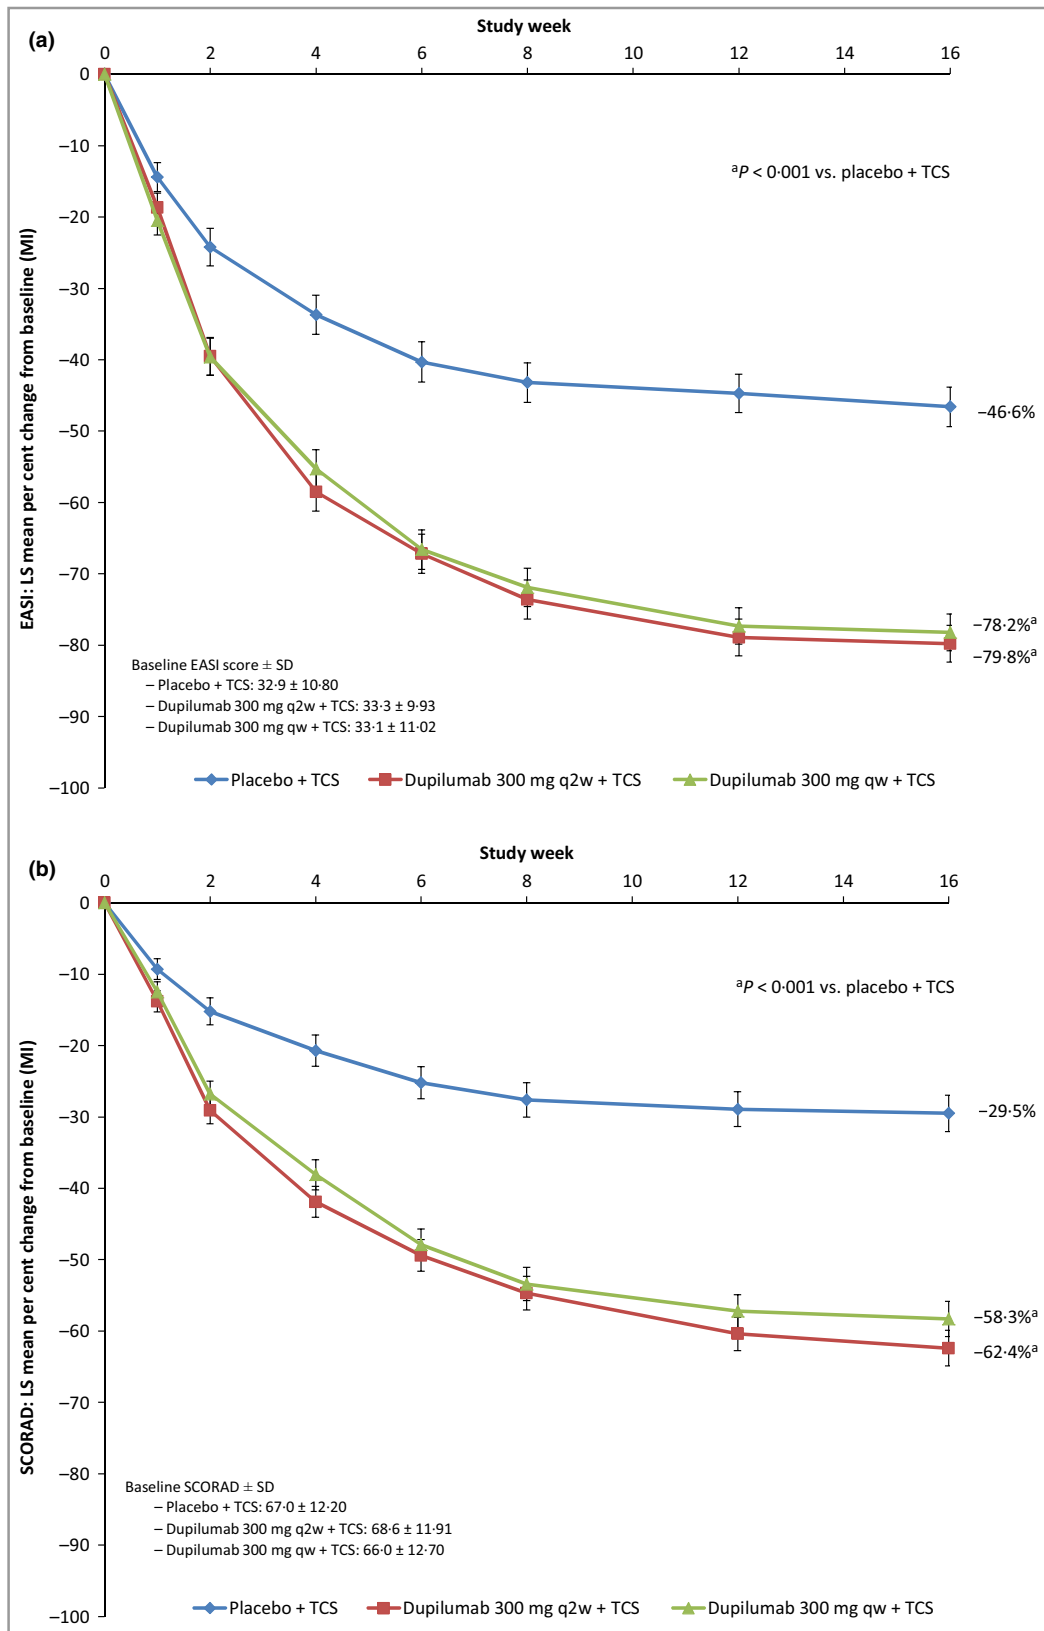 (a)
Study week
0 2 4 6 8 10 12 14 16
0
−10
−20
−30
−40
−50
−60
−70
−80
−90
−100
EASI: LS mean per cent change from baseline (MI)
ᵃP < 0·001 vs. placebo + TCS
−46·6%
−78·2%ᵃ
−79·8%ᵃ
Baseline EASI score ± SD
– Placebo + TCS: 32·9 ± 10·80
– Dupilumab 300 mg q2w + TCS: 33·3 ± 9·93
– Dupilumab 300 mg qw + TCS: 33·1 ± 11·02
Placebo + TCS Dupilumab 300 mg q2w + TCS Dupilumab 300 mg qw + TCS
(b)
Study week
0 2 4 6 8 10 12 14 16
0
−10
−20
−30
−40
−50
−60
−70
−80
−90
−100
SCORAD: LS mean per cent change from baseline (MI)
ᵃP < 0·001 vs. placebo + TCS
−29·5%
−58·3%ᵃ
−62·4%ᵃ
Baseline SCORAD ± SD
– Placebo + TCS: 67·0 ± 12·20
– Dupilumab 300 mg q2w + TCS: 68·6 ± 11·91
– Dupilumab 300 mg qw + TCS: 66·0 ± 12·70
Placebo + TCS Dupilumab 300 mg q2w + TCS Dupilumab 300 mg qw + TCS